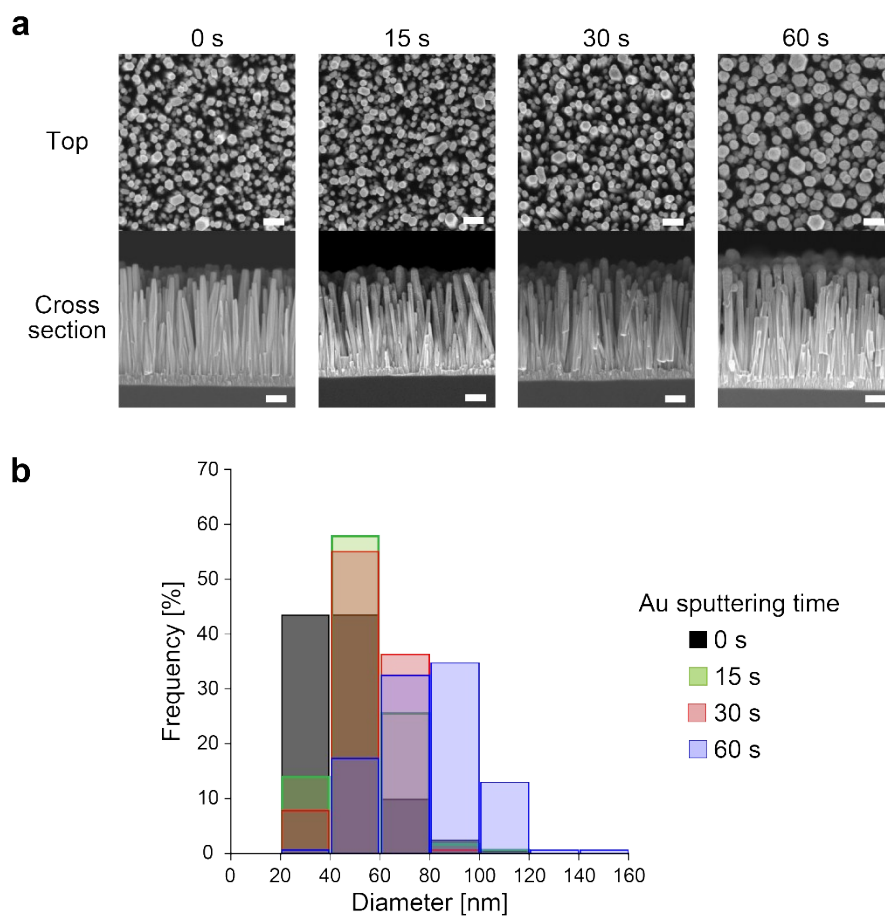 a
0 s 15 s 30 s 60 s
Top
Cross
section
b
70
60
50
40
30
20
10
0
Frequency [%]
0 20 40 60 80 100 120 140 160
Diameter [nm]
Au sputtering time
0 s
15 s
30 s
60 s